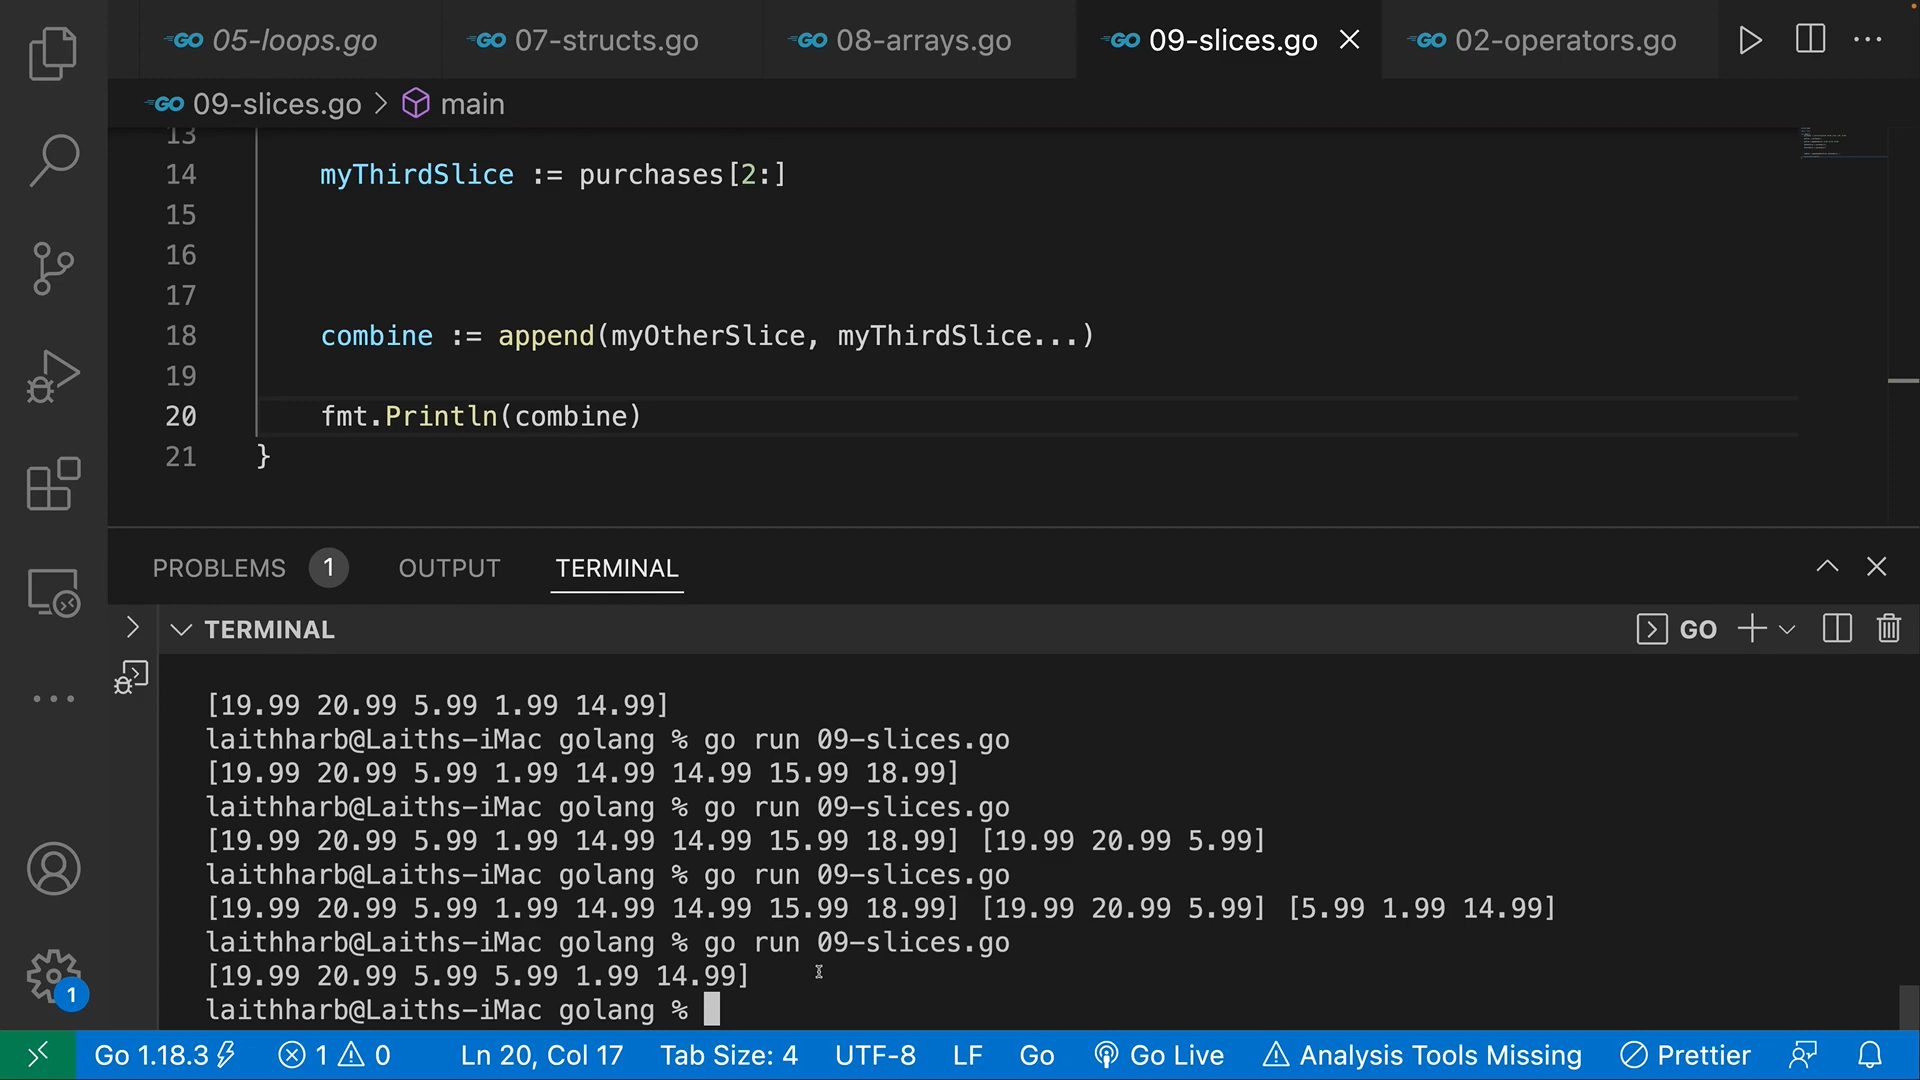 GO 05-loops.go GO 07-structs.go GO 08-arrays.go GO 09-slices.go GO 02-operators.go
GO 09-slices.go > main
13
14 myThirdSlice := purchases[2:]
15
16
17
18 combine := append(myOtherSlice, myThirdSlice...)
19
20 fmt.Println(combine)
21 }
PROBLEMS 1 OUTPUT TERMINAL
TERMINAL GO
[19.99 20.99 5.99 1.99 14.99]
laithharb@Laiths-iMac golang % go run 09-slices.go
[19.99 20.99 5.99 1.99 14.99 14.99 15.99 18.99]
laithharb@Laiths-iMac golang % go run 09-slices.go
[19.99 20.99 5.99 1.99 14.99 14.99 15.99 18.99] [19.99 20.99 5.99]
laithharb@Laiths-iMac golang % go run 09-slices.go
[19.99 20.99 5.99 1.99 14.99 14.99 15.99 18.99] [19.99 20.99 5.99] [5.99 1.99 14.99]
laithharb@Laiths-iMac golang % go run 09-slices.go
[19.99 20.99 5.99 5.99 1.99 14.99]
laithharb@Laiths-iMac golang %
1
Go 1.18.3 1 0 Ln 20, Col 17 Tab Size: 4 UTF-8 LF Go Go Live Analysis Tools Missing Prettier